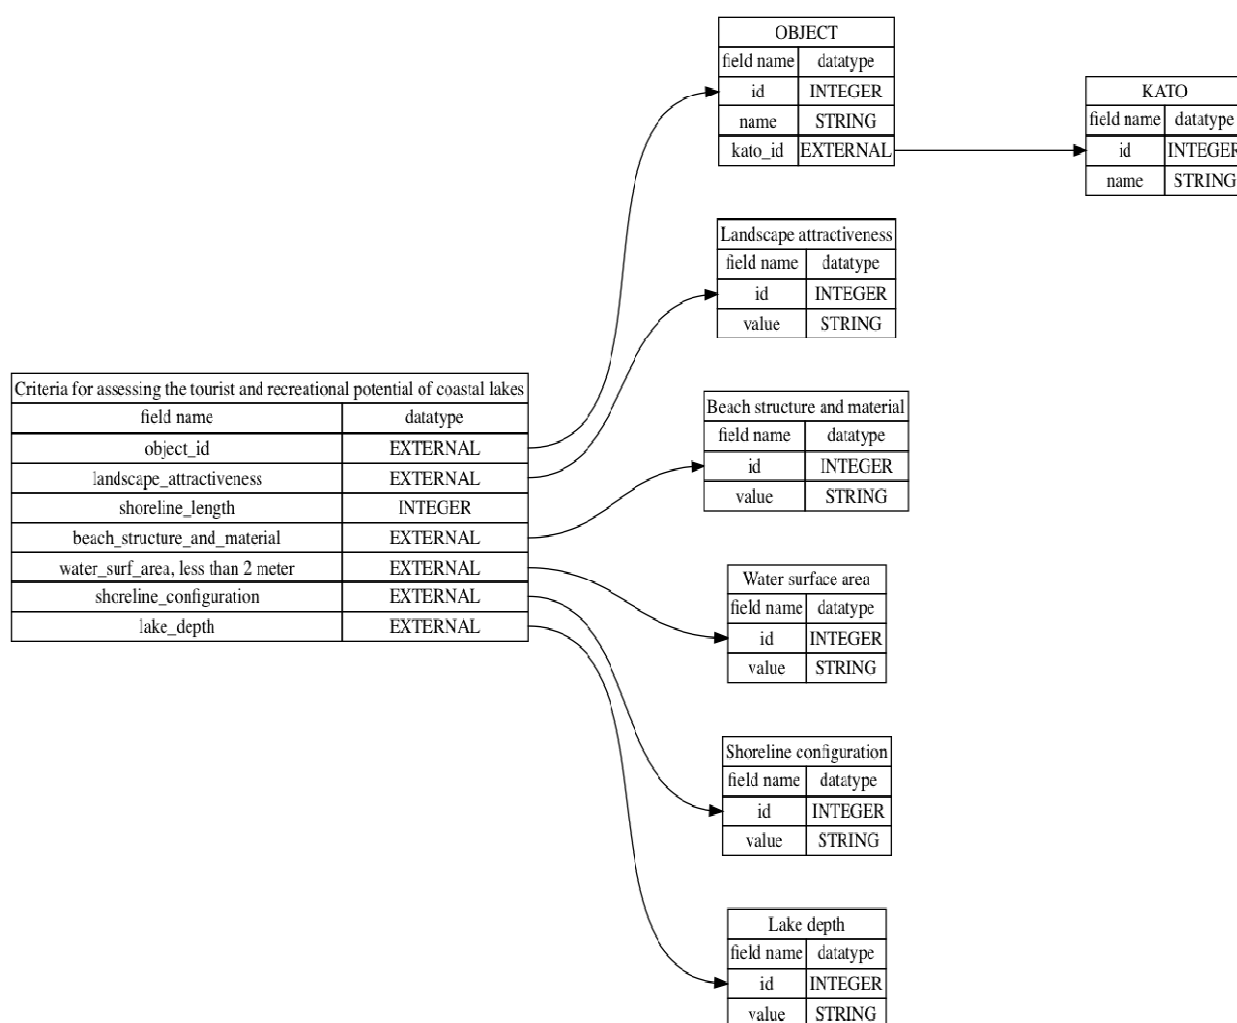 OBJECT
field name datatype
id INTEGER
name STRING
kato_id EXTERNAL
KATO
field name datatype
id INTEGER
name STRING
Landscape attractiveness
field name datatype
id INTEGER
value STRING
Criteria for assessing the tourist and recreational potential of coastal lakes
field name datatype
object_id EXTERNAL
landscape_attractiveness EXTERNAL
shoreline_length INTEGER
beach_structure_and_material EXTERNAL
water_surf_area, less than 2 meter EXTERNAL
shoreline_configuration EXTERNAL
lake_depth EXTERNAL
Beach structure and material
field name datatype
id INTEGER
value STRING
Water surface area
field name datatype
id INTEGER
value STRING
Shoreline configuration
field name datatype
id INTEGER
value STRING
Lake depth
field name datatype
id INTEGER
value STRING